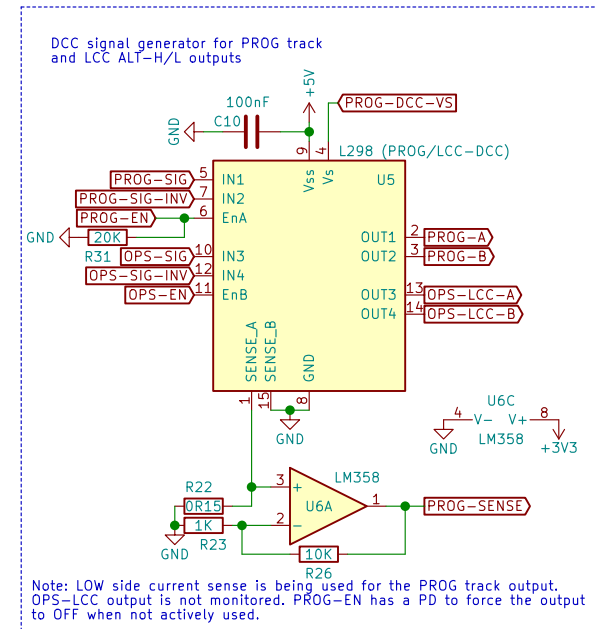 DCC signal generator for PROG track
and LCC ALT-H/L outputs
+5V
100nF
C10
GND
PROG-DCC-VS
9
4
L298 (PROG/LCC-DCC)
Vss
Vs
U5
PROG-SIG
5
IN1
PROG-SIG-INV
7
IN2
PROG-EN
6
EnA
GND
20K
R31
OUT1
2
PROG-A
OUT2
3
PROG-B
OPS-SIG
10
IN3
OPS-SIG-INV
12
IN4
OPS-EN
11
EnB
OUT3
13
OPS-LCC-A
OUT4
14
OPS-LCC-B
SENSE_A
SENSE_B
GND
1
15
8
GND
U6C
4
V-
V+
8
GND
LM358
+3V3
LM358
R22
0R15
3
+
U6A
1
PROG-SENSE
1K
2
-
GND
R23
10K
R26
Note: LOW side current sense is being used for the PROG track output.
OPS-LCC output is not monitored. PROG-EN has a PD to force the output
to OFF when not actively used.